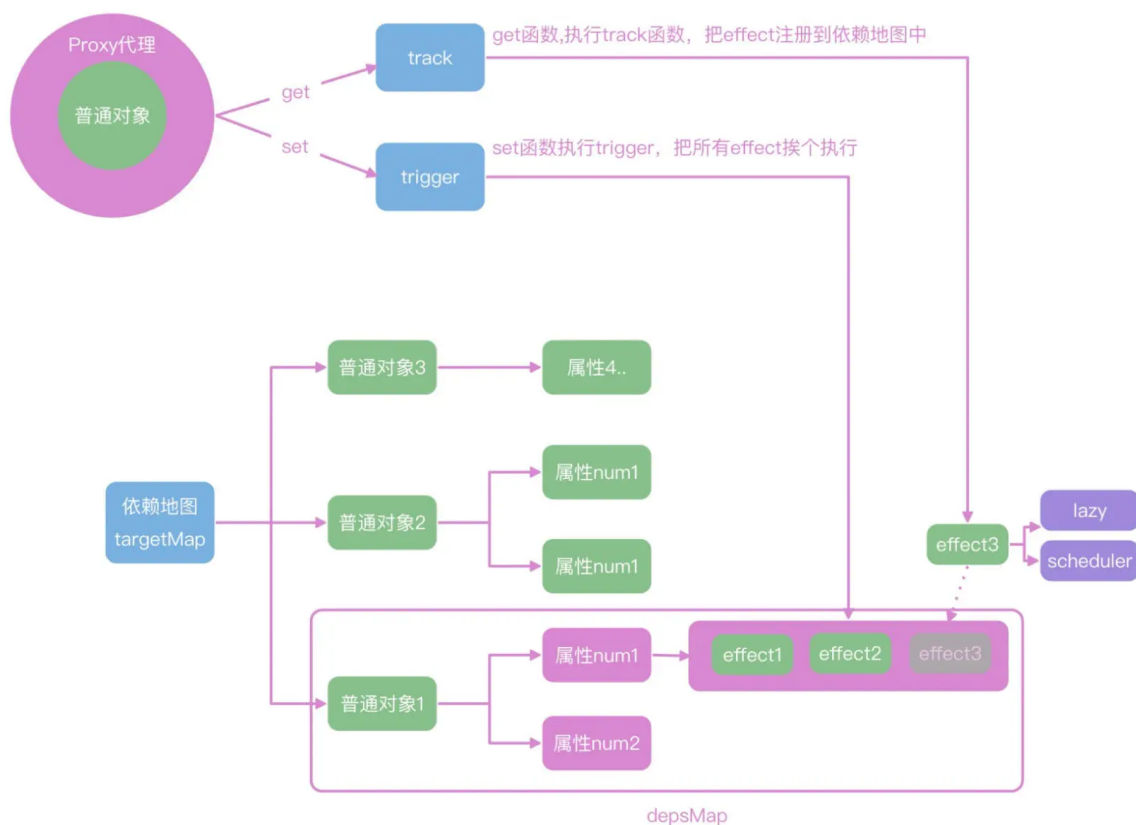 Proxy代理
普通对象
get
set
track
get函数,执行track函数，把effect注册到依赖地图中
trigger
set函数执行trigger，把所有effect挨个执行
普通对象3
属性4..
依赖地图
targetMap
普通对象2
属性num1
属性num1
effect3
lazy
scheduler
普通对象1
属性num1
effect1
effect2
effect3
属性num2
depsMap